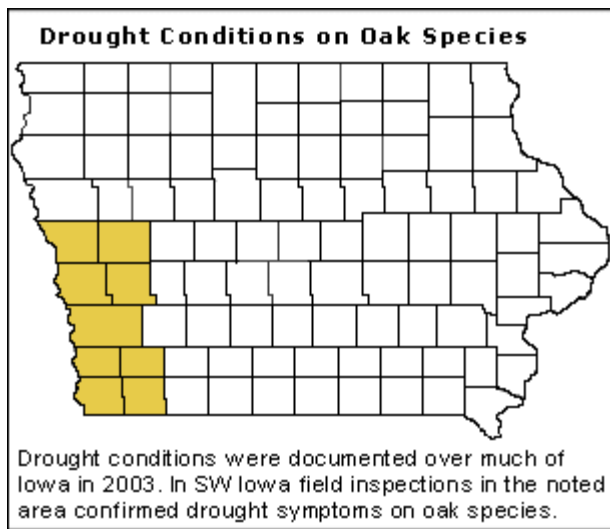 Drought Conditions on Oak Species
Drought conditions were documented over much of
Iowa in 2003. In SW Iowa field inspections in the noted
area confirmed drought symptoms on oak species.